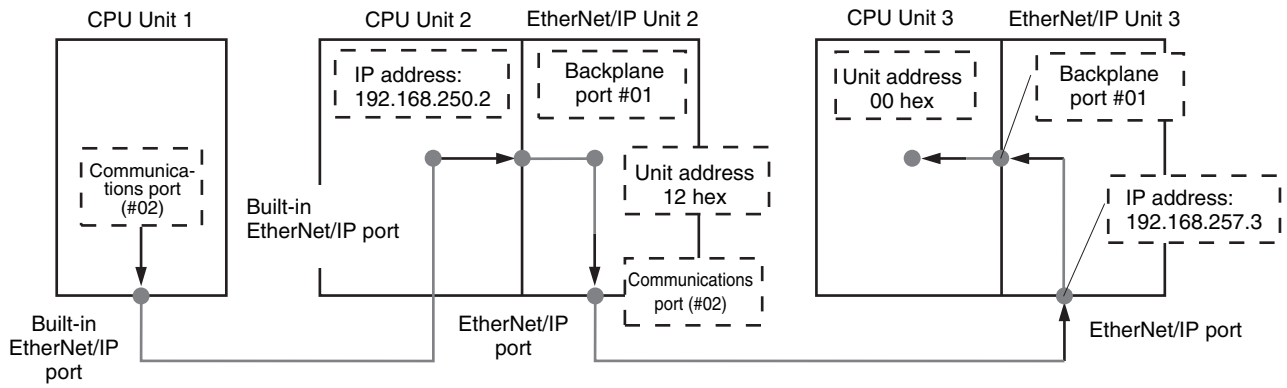 CPU Unit 1
CPU Unit 2
EtherNet/IP Unit 2
CPU Unit 3
EtherNet/IP Unit 3
IP address:
192.168.250.2
Backplane
port #01
Unit address
00 hex
Backplane
port #01
Communica-
tions port
(#02)
Unit address
12 hex
Built-in
EtherNet/IP port
IP address:
192.168.257.3
Communications
port (#02)
Built-in
EtherNet/IP
port
EtherNet/IP
port
EtherNet/IP port